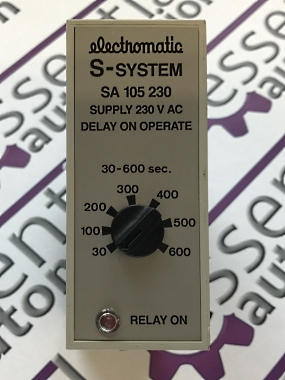 electromatic
S-SYSTEM
SA 105 230
SUPPLY 230 V AC
DELAY ON OPERATE
30-600 sec.
300
200 400
100 500
30 600
RELAY ON